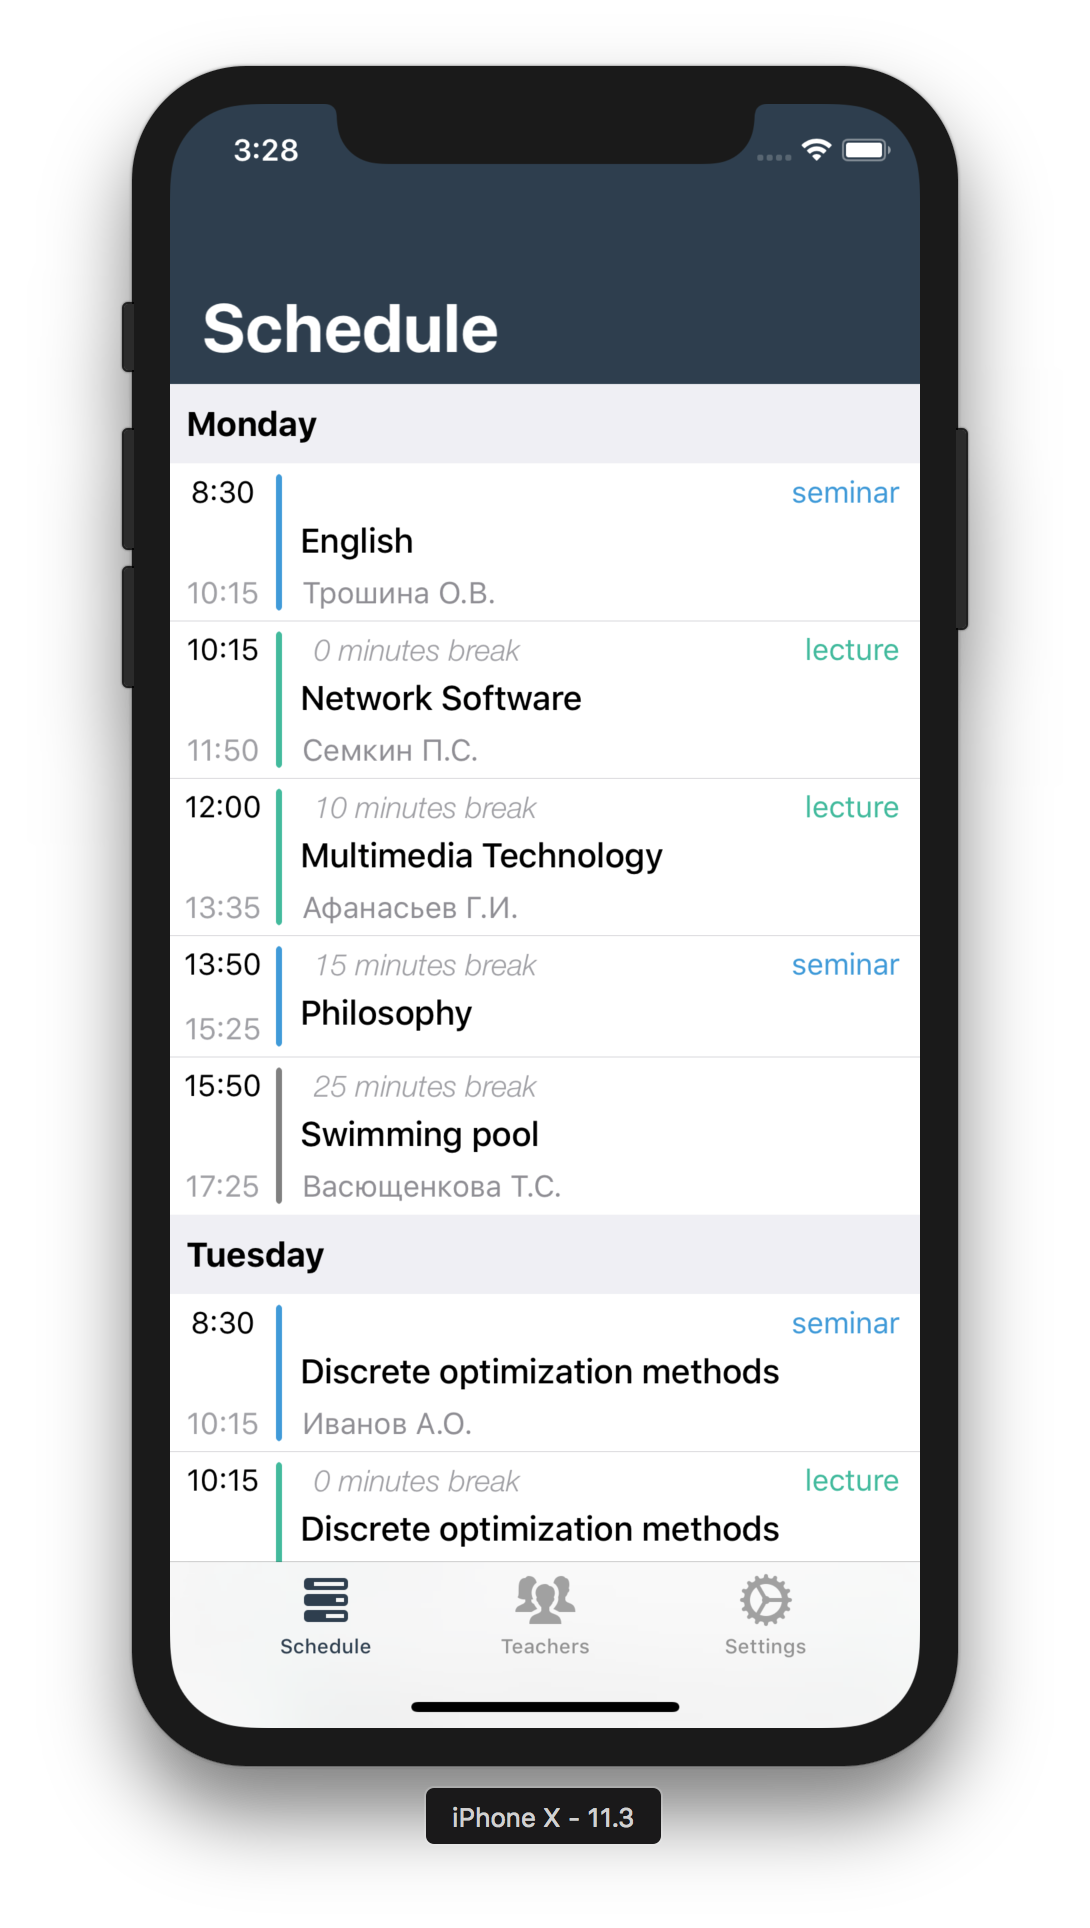 3:28
Schedule
Monday
8:30 seminar
English
10:15 Трошина О.В.
10:15 0 minutes break lecture
Network Software
11:50 Семкин П.С.
12:00 10 minutes break lecture
Multimedia Technology
13:35 Афанасьев Г.И.
13:50 15 minutes break seminar
Philosophy
15:25
15:50 25 minutes break
Swimming pool
17:25 Васющенкова Т.С.
Tuesday
8:30 seminar
Discrete optimization methods
10:15 Иванов А.О.
10:15 0 minutes break lecture
Discrete optimization methods
Schedule Teachers Settings
iPhone X - 11.3